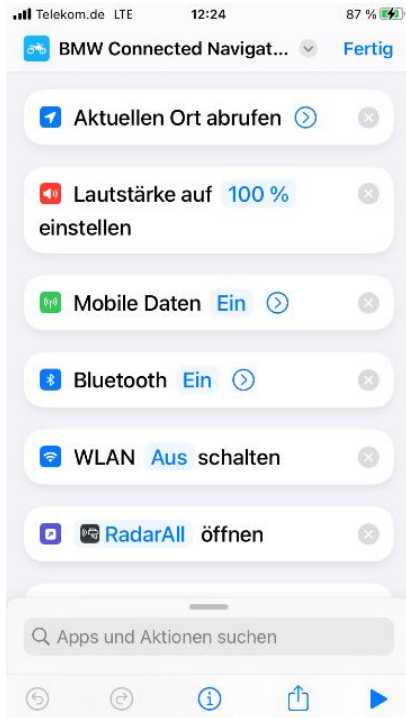 Telekom.de LTE 12:24 87 %
BMW Connected Navigat... Fertig
Aktuellen Ort abrufen
Lautstärke auf 100 %
einstellen
Mobile Daten Ein
Bluetooth Ein
WLAN Aus schalten
RadarAll öffnen
Apps und Aktionen suchen